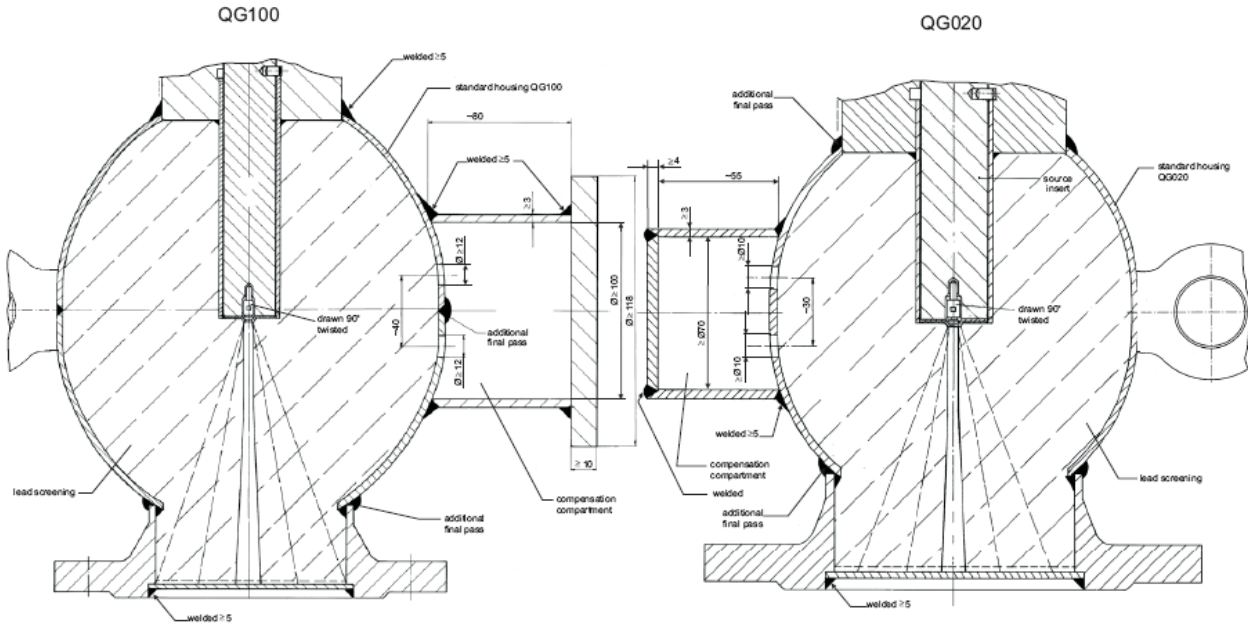 QG100
QG020
welded ≥5
standard housing QG100
~80
welded ≥5
≥3
Ø ≥12
~40
Ø ≥12
additional
final pass
Ø ≥ 100
Ø ≥ 118
≥ 10
drawn 90°
twisted
lead screening
additional
final pass
compensation
compartment
welded ≥5
additional
final pass
≥4
~55
≥3
≥Ø10
~30
≥Ø70
≥Ø10
source
insert
standard housing
QG020
drawn 90°
twisted
welded ≥5
compensation
compartment
welded
additional
final pass
lead screening
welded ≥5